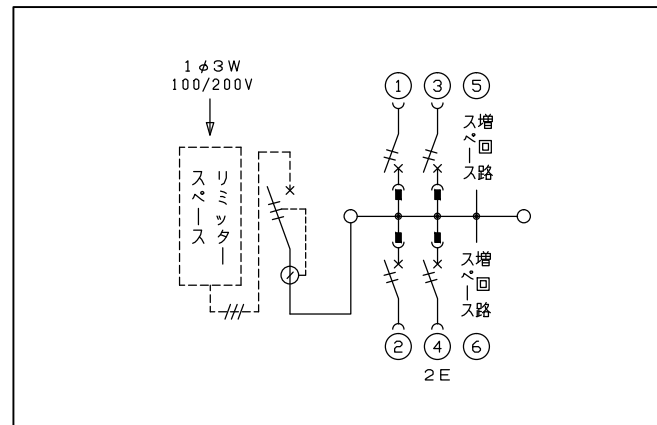 1φ3W
100/200V
リミッター
スペース
① ③ ⑤
増回路
スペース
増回路
スペース
② ④ ⑥
2E